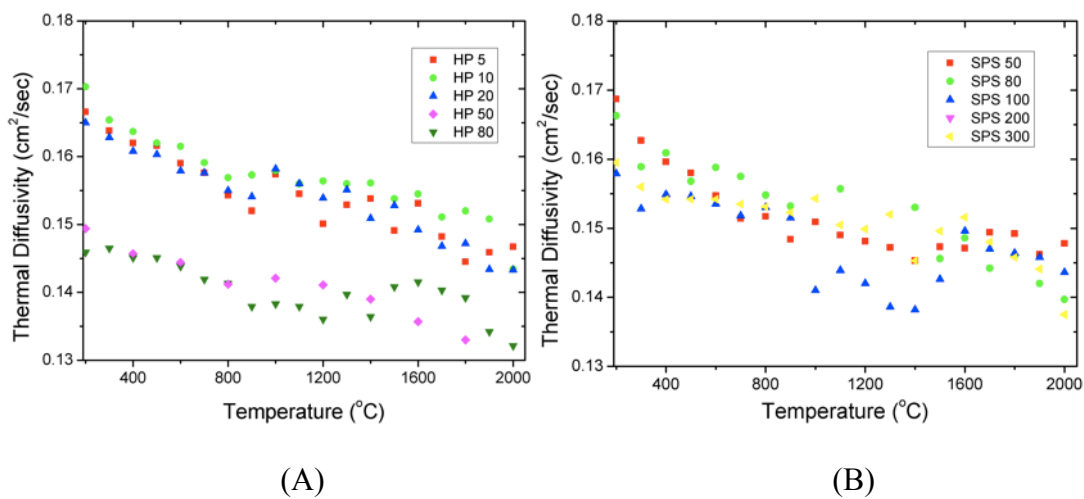 0.18
0.17
0.16
0.15
0.14
0.13
Thermal Diffusivity (cm²/sec)
HP 5
HP 10
HP 20
HP 50
HP 80
400 800 1200 1600 2000
Temperature (°C)
(A)
0.18
0.17
0.16
0.15
0.14
0.13
Thermal Diffusivity (cm²/sec)
SPS 50
SPS 80
SPS 100
SPS 200
SPS 300
400 800 1200 1600 2000
Temperature (°C)
(B)